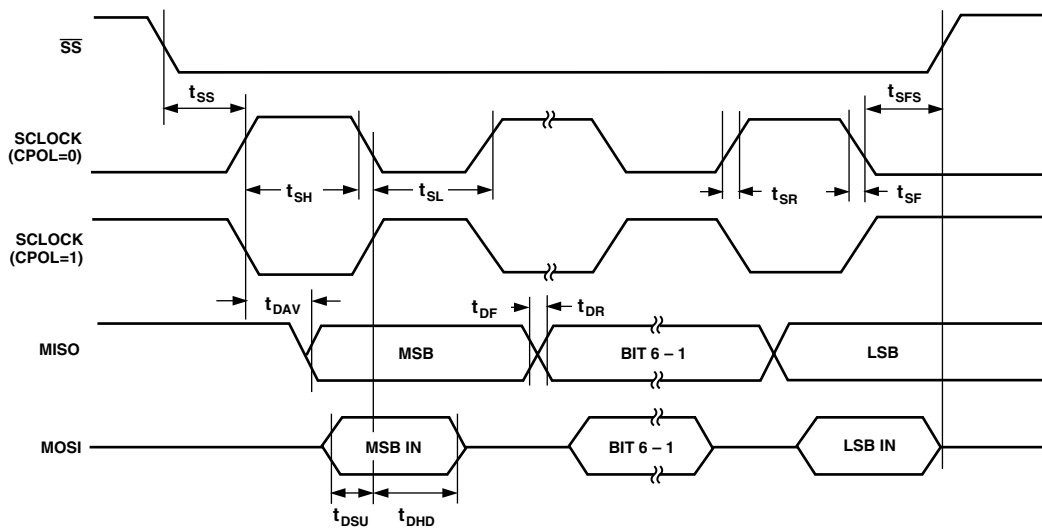 SS
tSS
tSFS
SCLOCK
(CPOL=0)
tSH
tSL
tSR
tSF
SCLOCK
(CPOL=1)
tDAV
tDF
tDR
MISO
MSB
BIT 6 – 1
LSB
MOSI
MSB IN
BIT 6 – 1
LSB IN
tDSU
tDHD